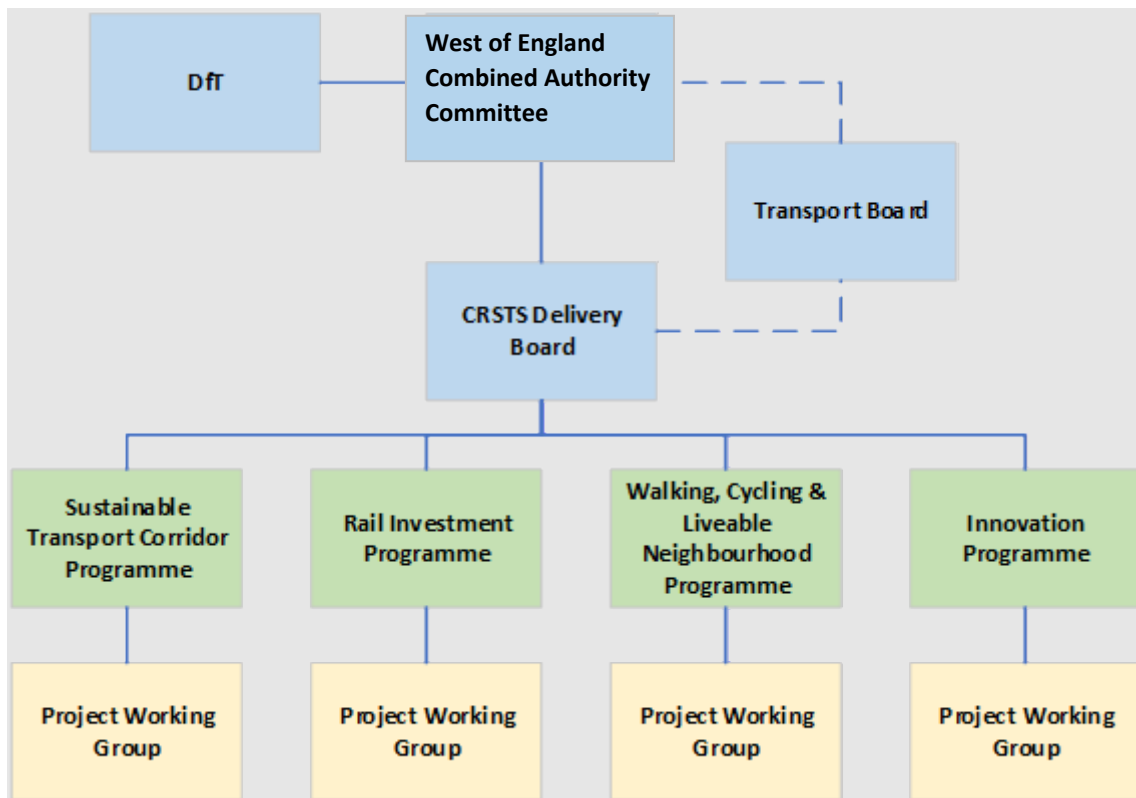 DfT
West of England
Combined Authority
Committee
Transport Board
CRSTS Delivery
Board
Sustainable
Transport Corridor
Programme
Rail Investment
Programme
Walking, Cycling &
Liveable
Neighbourhood
Programme
Innovation
Programme
Project Working
Group
Project Working
Group
Project Working
Group
Project Working
Group